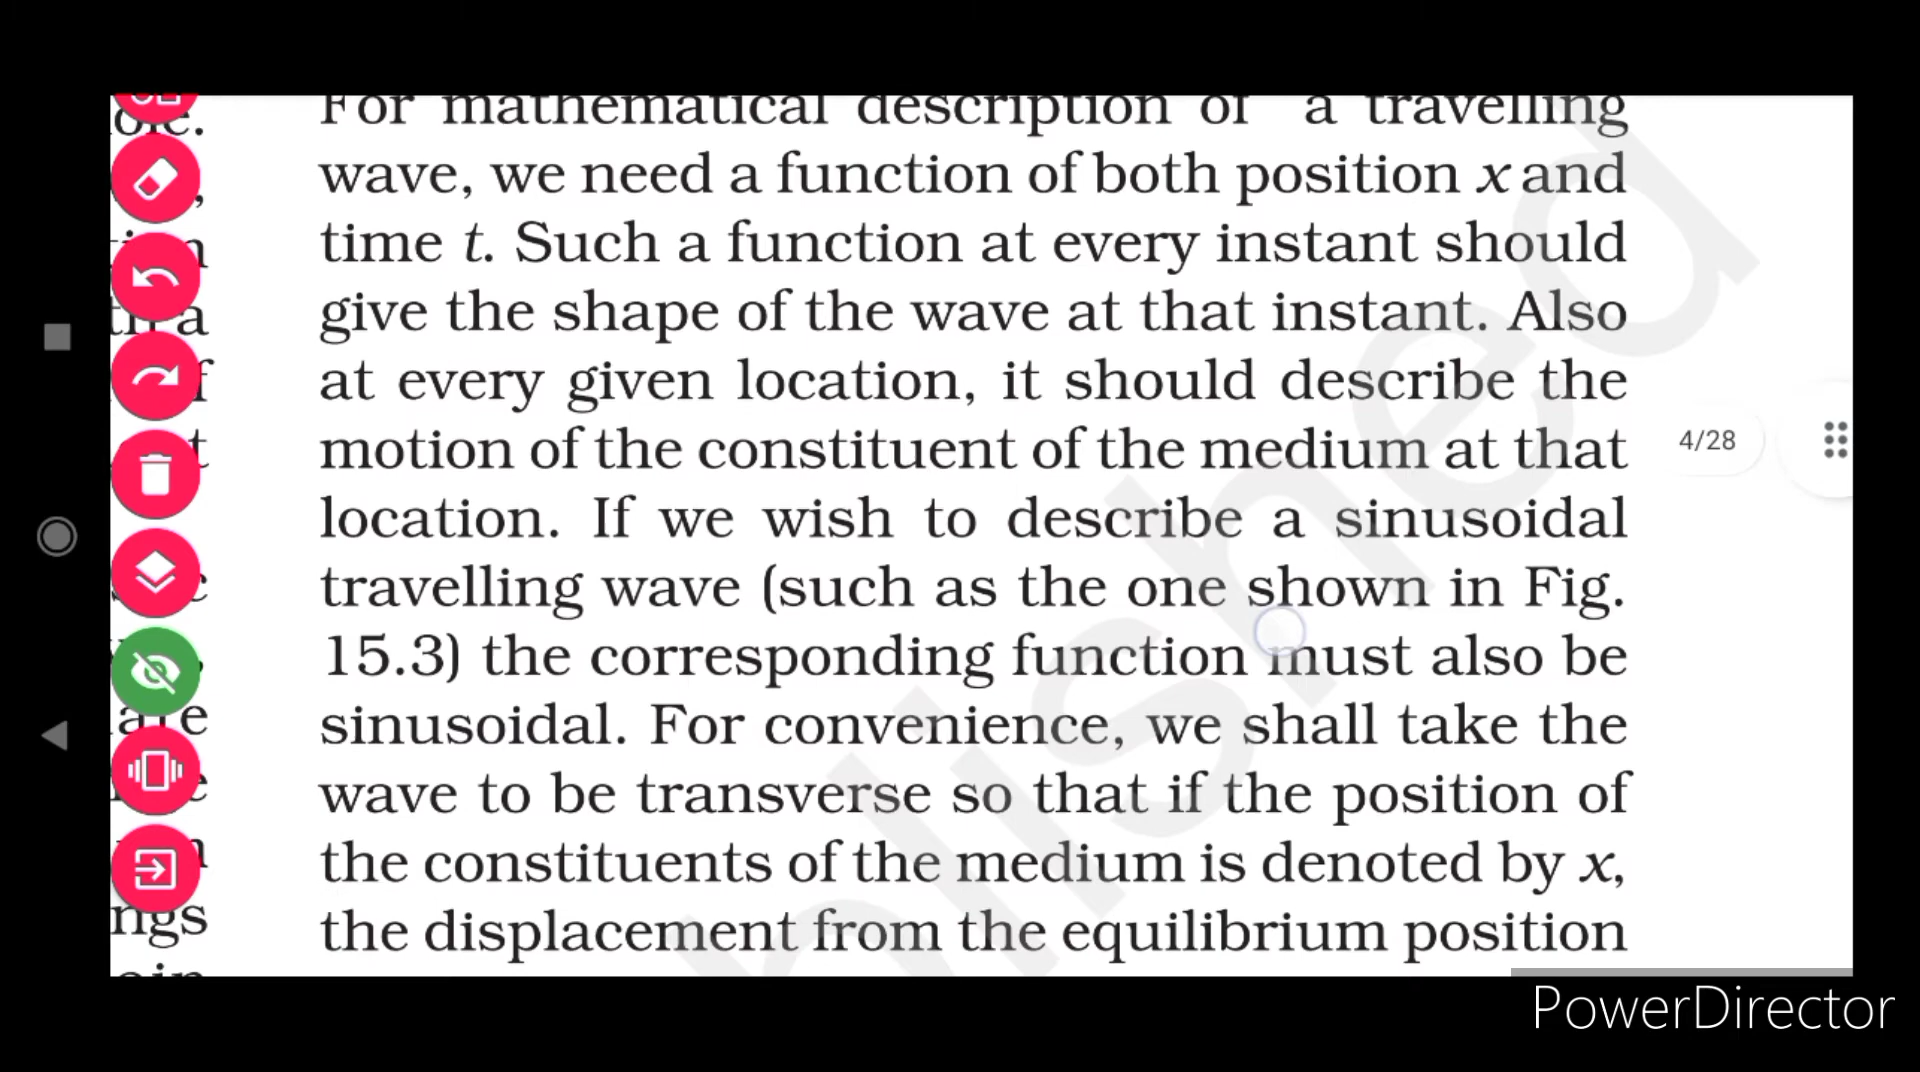 For mathematical description of a travelling
wave, we need a function of both position x and
time t. Such a function at every instant should
give the shape of the wave at that instant. Also
at every given location, it should describe the
motion of the constituent of the medium at that
location. If we wish to describe a sinusoidal
travelling wave (such as the one shown in Fig.
15.3) the corresponding function must also be
sinusoidal. For convenience, we shall take the
wave to be transverse so that if the position of
the constituents of the medium is denoted by x,
the displacement from the equilibrium position
4/28
PowerDirector